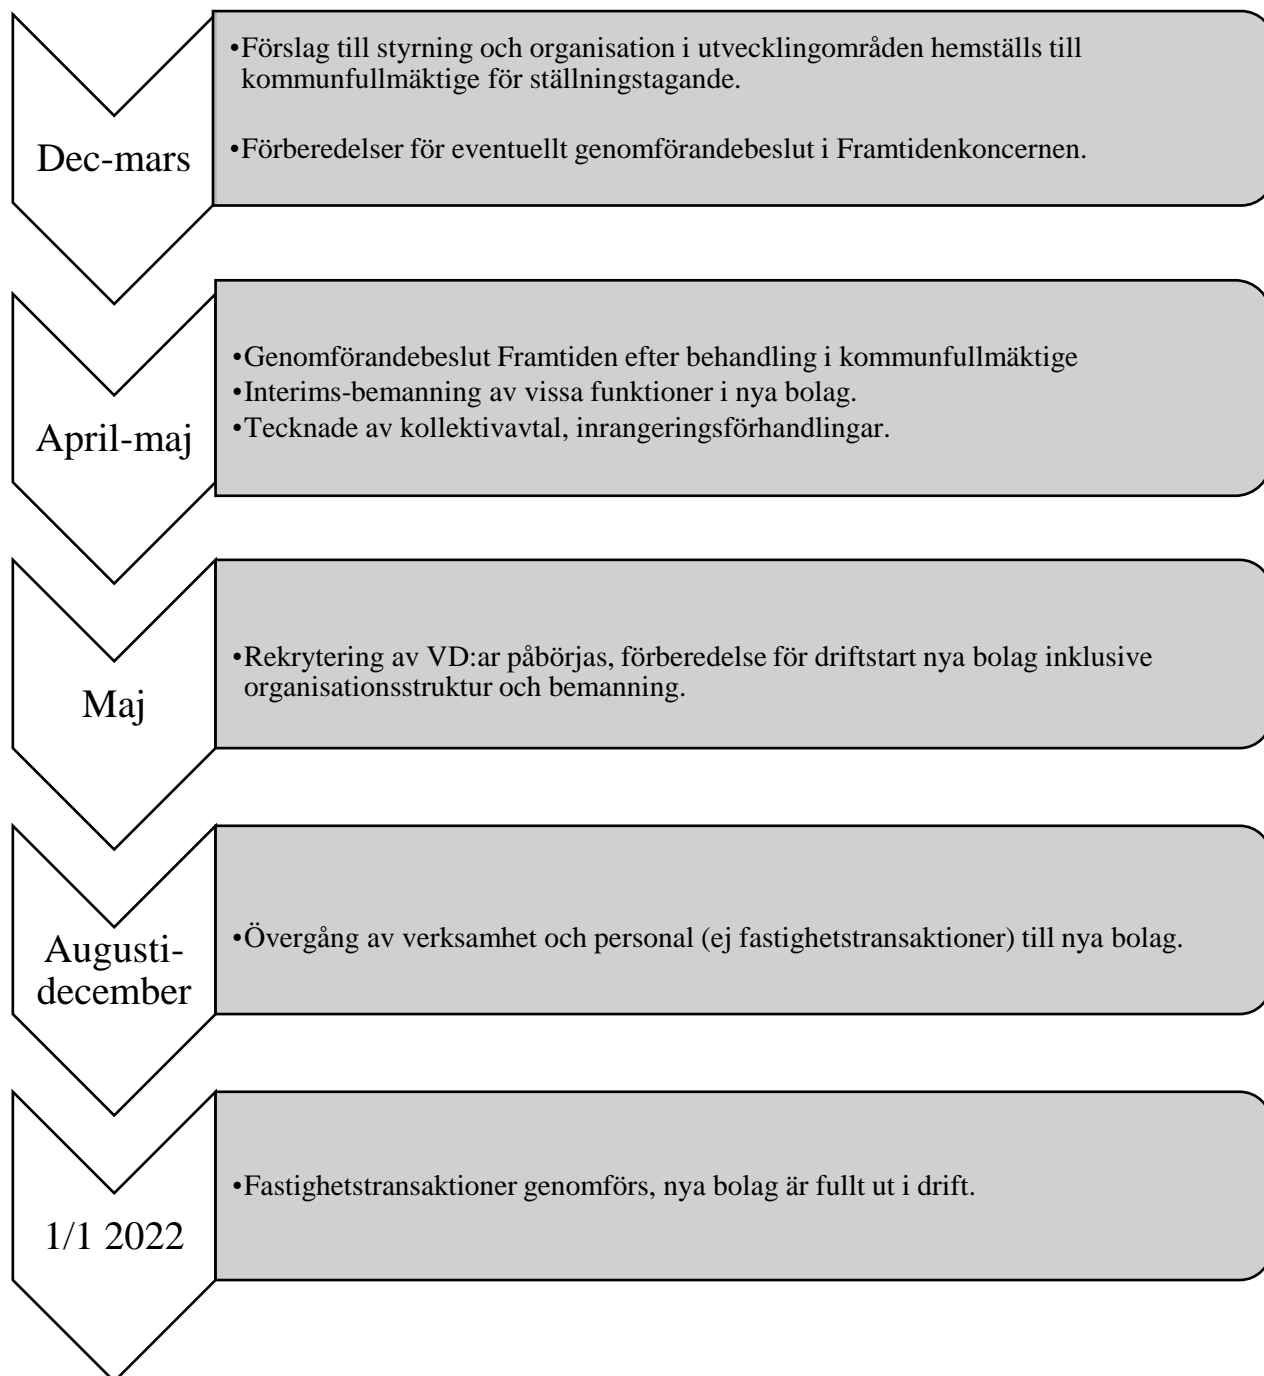 Dec-mars
•Förslag till styrning och organisation i utvecklingområden hemställs till
kommunfullmäktige för ställningstagande.
•Förberedelser för eventuellt genomförandebeslut i Framtidenkoncernen.
April-maj
•Genomförandebeslut Framtiden efter behandling i kommunfullmäktige
•Interims-bemanning av vissa funktioner i nya bolag.
•Tecknade av kollektivavtal, inrangeringsförhandlingar.
Maj
•Rekrytering av VD:ar påbörjas, förberedelse för driftstart nya bolag inklusive
organisationsstruktur och bemanning.
Augusti-
december
•Övergång av verksamhet och personal (ej fastighetstransaktioner) till nya bolag.
1/1 2022
•Fastighetstransaktioner genomförs, nya bolag är fullt ut i drift.